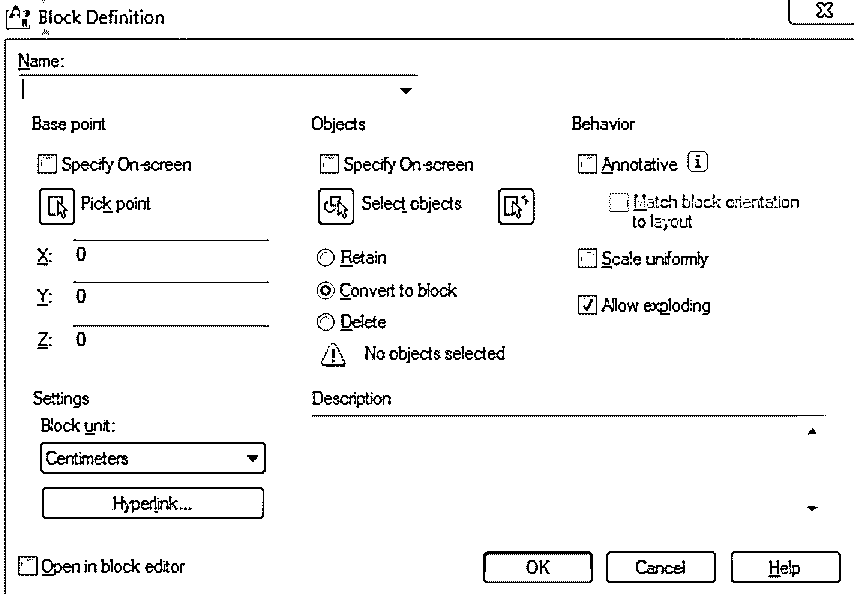 Block Definition
Name:
Base point
Specify On-screen
Pick point
X: 0
Y: 0
Z: 0
Objects
Specify On-screen
Select objects
Retain
Convert to block
Delete
No objects selected
Behavior
Annotative
Match block orientation
to layout
Scale uniformly
Allow exploding
Settings
Block unit:
Centimeters
Hyperlink...
Description
Open in block editor
OK Cancel Help